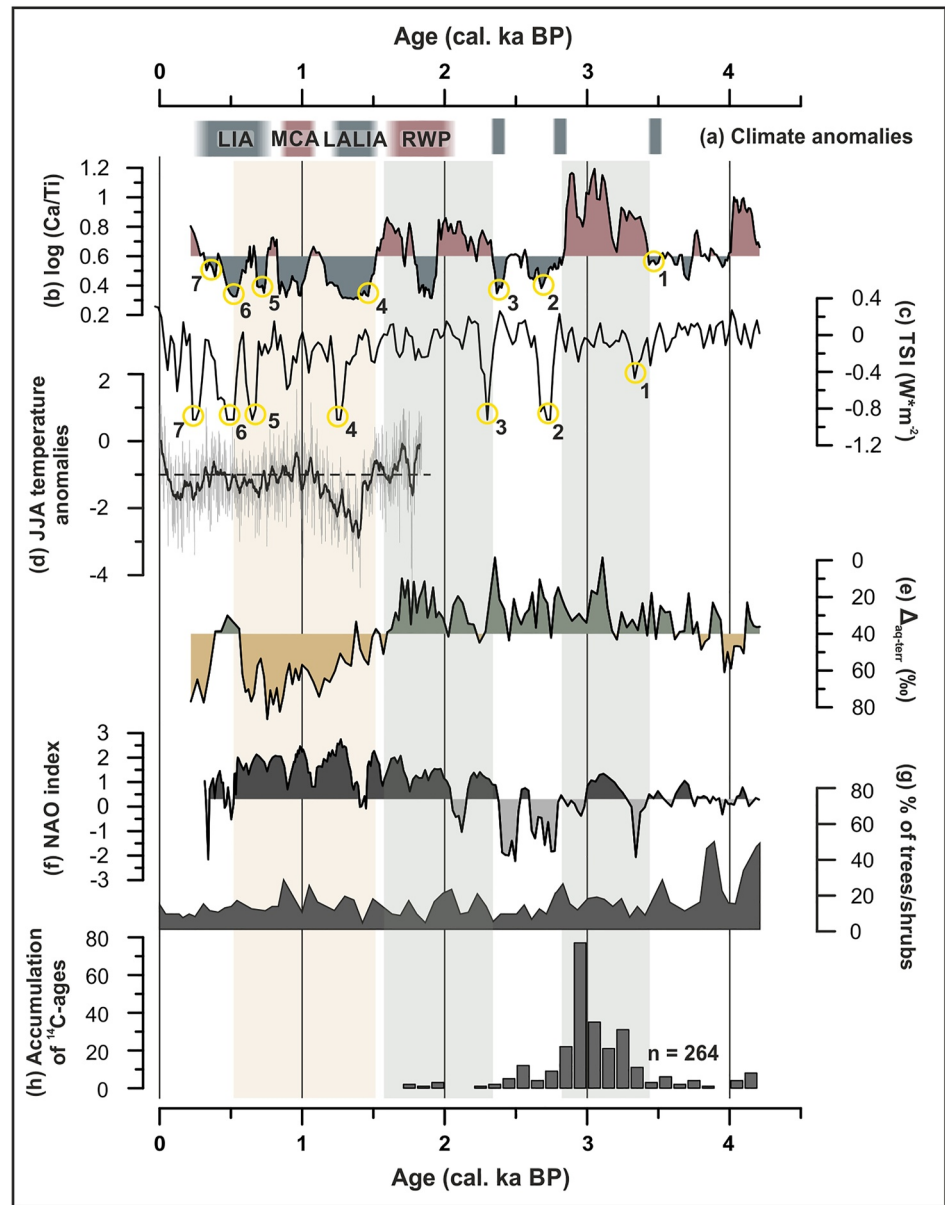 Age (cal. ka BP)
0 1 2 3 4
LIA MCA LALIA RWP (a) Climate anomalies
(b) log (Ca/Ti)
1.2
1
0.8
0.6
0.4
0.2
7 6 5 4 3 2 1
(c) TSI (W*m⁻²)
0.4
0
-0.4
-0.8
-1.2
7 6 5 4 3 2 1
(d) JJA temperature
anomalies
2
0
-2
-4
(e) Δaq-terr (‰)
0
20
40
60
80
(f) NAO index
3
2
1
0
-1
-2
-3
(g) % of trees/shrubs
80
60
40
20
0
(h) Accumulation
of ¹⁴C-ages
80
60
40
20
0
n = 264
0 1 2 3 4
Age (cal. ka BP)